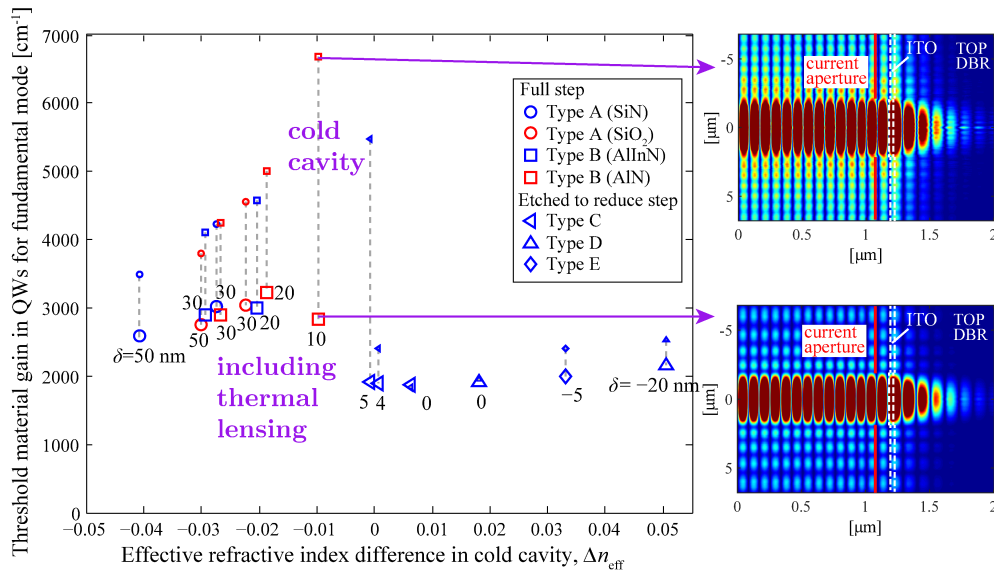 Threshold material gain in QWs for fundamental mode [cm⁻¹]
7000
6000
5000
4000
3000
2000
1000
0
−0.05
−0.04
−0.03
−0.02
−0.01
0
0.01
0.02
0.03
0.04
0.05
Effective refractive index difference in cold cavity, Δn_eff
cold
cavity
including
thermal
lensing
δ=50 nm
30
50
30
30
30
20
20
10
5
4
0
0
−5
δ= −20 nm
Full step
Type A (SiN)
Type A (SiO₂)
Type B (AlInN)
Type B (AlN)
Etched to reduce step
Type C
Type D
Type E
ITO
TOP
DBR
current
aperture
[μm]
-5
0
5
0
0.5
1
1.5
2
[μm]
ITO
TOP
DBR
current
aperture
[μm]
-5
0
5
0
0.5
1
1.5
2
[μm]